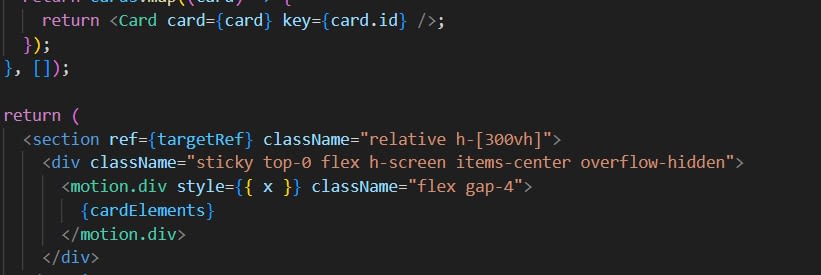 return cards.map((card) => {
return <Card card={card} key={card.id} />;
});
}, []);
return (
<section ref={targetRef} className="relative h-[300vh]">
<div className="sticky top-0 flex h-screen items-center overflow-hidden">
<motion.div style={{ x }} className="flex gap-4">
{cardElements}
</motion.div>
</div>